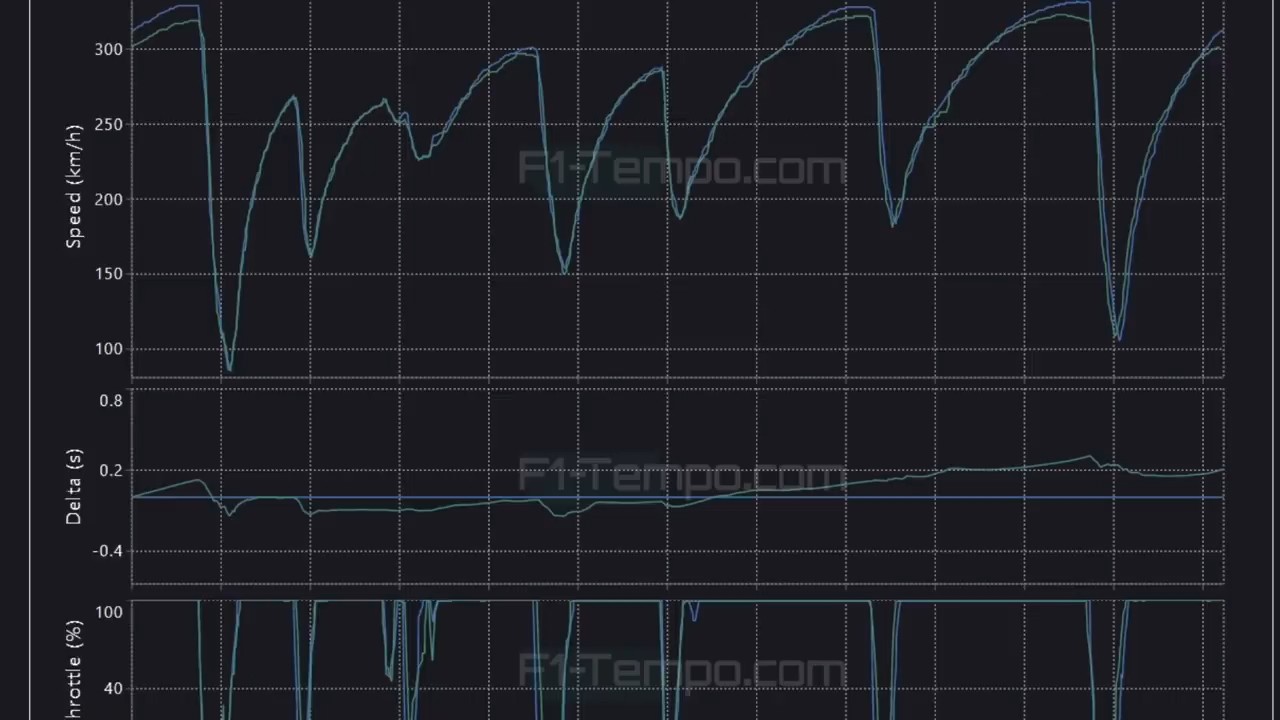 300
250
200
150
100
Speed (km/h)
F1-Tempo.com
0.8
0.2
-0.4
Delta (s)
F1-Tempo.com
100
40
hrottle (%)
F1-Tempo.com